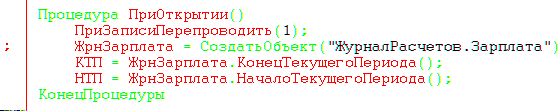 Процедура ПриОткрытии()
ПриЗаписиПерепроводить(1);
; ЖрнЗарплата = СоздатьОбъект("ЖурналРасчетов.Зарплата")
КТП = ЖрнЗарплата.КонецТекущегоПериода();
НТП = ЖрнЗарплата.НачалоТекущегоПериода();
КонецПроцедуры